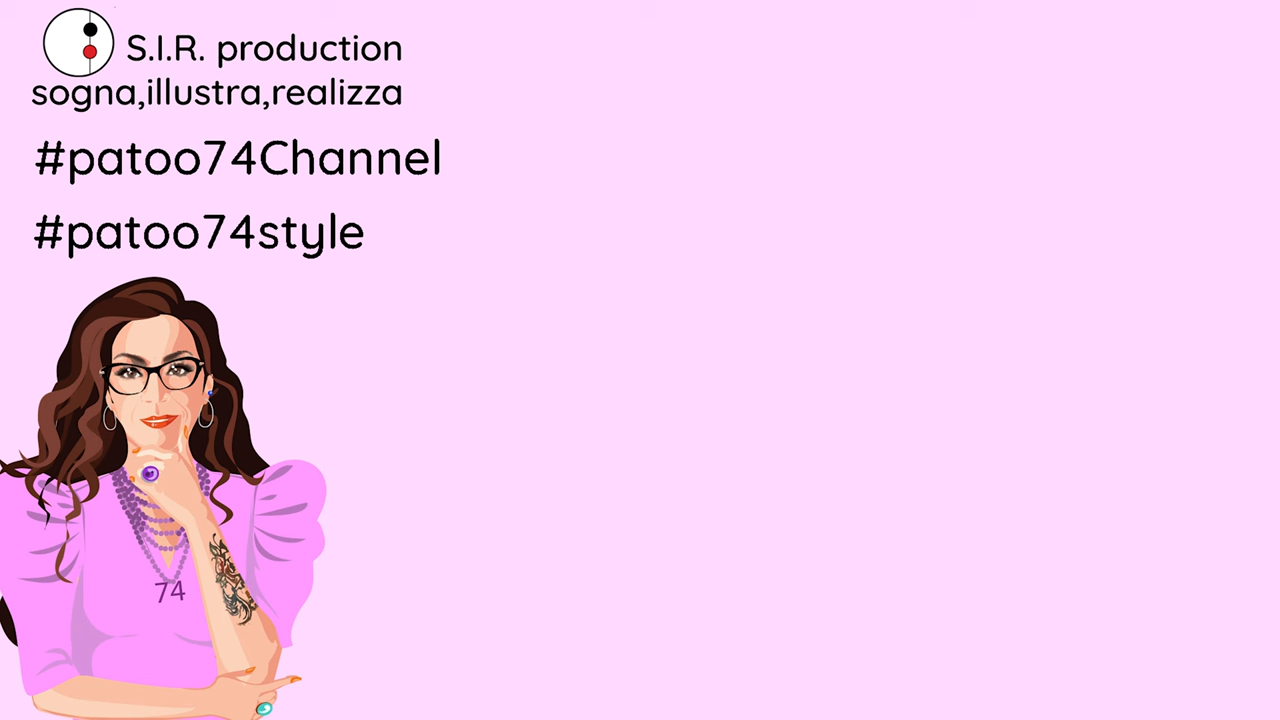 S.I.R. production
sogna,illustra,realizza
#patoo74Channel
#patoo74style
74